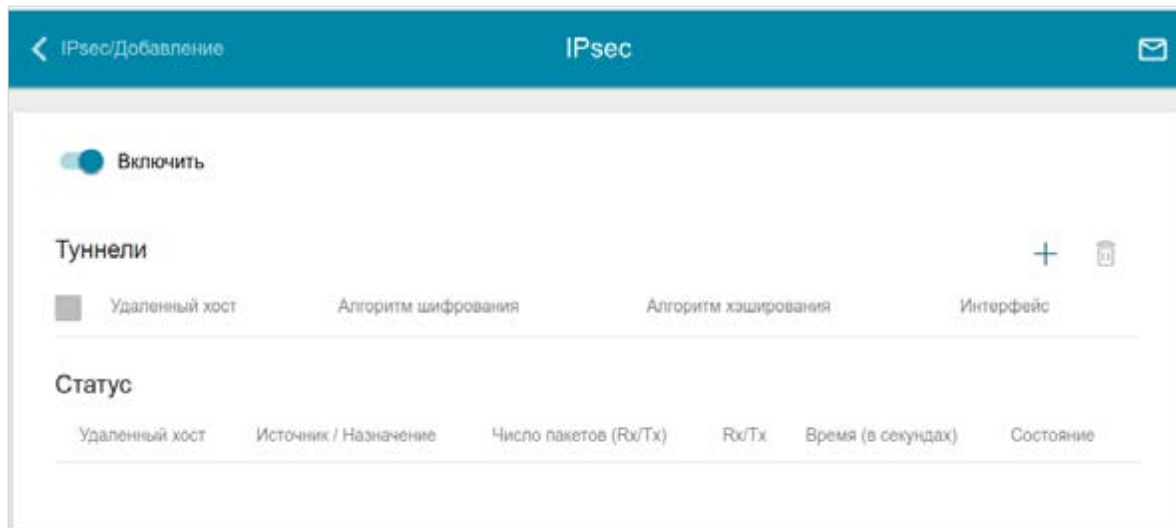 IPsec/Добавление
IPsec
Включить
Туннели
Удаленный хост Алгоритм шифрования Алгоритм хэширования Интерфейс
Статус
Удаленный хост Источник / Назначение Число пакетов (Rx/Tx) Rx/Tx Время (в секундах) Состояние